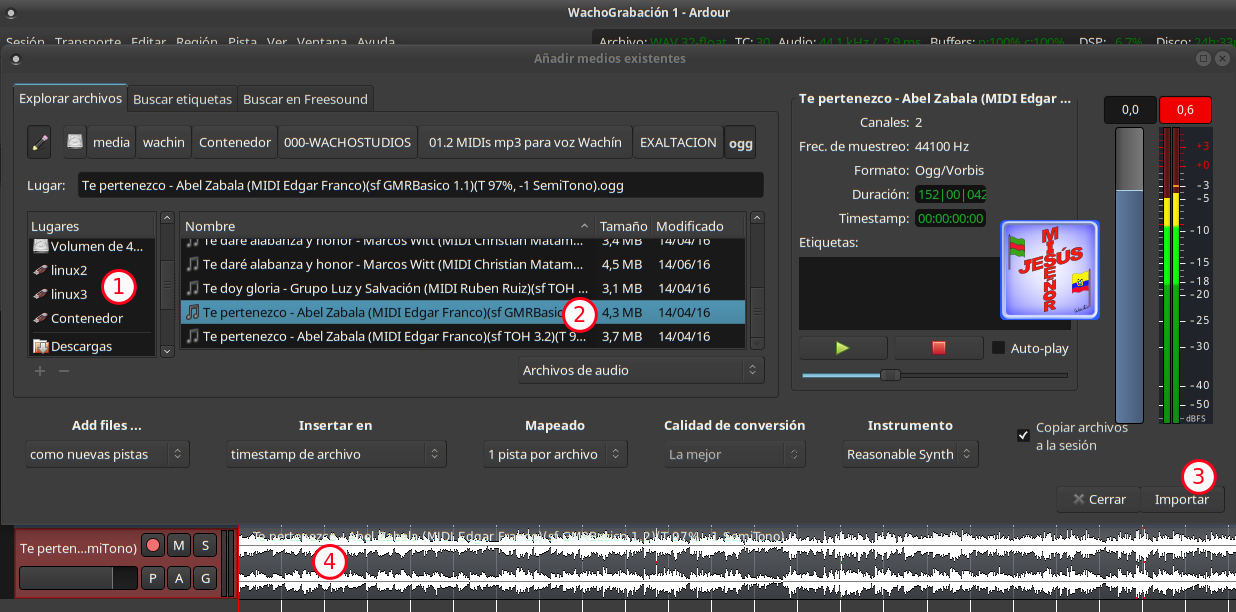 WachoGrabación 1 - Ardour
Sesión Transporte Editar Región Pista Ver Ventana Ayuda
Archivo: WAV 32-float TC: 30 Audio: 44,1 kHz / 2,9 ms Buffers: p:100% c:100% DSP: 6,7% Disco: 24h:33m
Añadir medios existentes
Explorar archivos
Buscar etiquetas
Buscar en Freesound
media
wachin
Contenedor
000-WACHOSTUDIOS
01.2 MIDIs mp3 para voz Wachín
EXALTACION
ogg
Lugar: Te pertenezco - Abel Zabala (MIDI Edgar Franco)(sf GMRBasico 1.1)(T 97%, -1 SemiTono).ogg
Lugares
Volumen de 4...
linux2
linux3
Contenedor
Descargas
1
Nombre Tamaño Modificado
Te daré alabanza y honor - Marcos Witt (MIDI Christian Matam... 3,4 MB 14/04/16
Te daré alabanza y honor - Marcos Witt (MIDI Christian Matam... 4,5 MB 14/06/16
Te doy gloria - Grupo Luz y Salvación (MIDI Ruben Ruiz)(sf TOH ... 3,1 MB 14/04/16
Te pertenezco - Abel Zabala (MIDI Edgar Franco)(sf GMRBasic 4,3 MB 14/04/16
2
Te pertenezco - Abel Zabala (MIDI Edgar Franco)(sf TOH 3.2)(T 9... 3,7 MB 14/04/16
Archivos de audio
Te pertenezco - Abel Zabala (MIDI Edgar ...
Canales: 2
Frec. de muestreo: 44100 Hz
Formato: Ogg/Vorbis
Duración: 152|00|042
Timestamp: 00:00:00:00
Etiquetas:
MI SEÑOR
JESÚS
Auto-play
0,0
0,6
+3
+0
-3
-5
-10
-15
-18
-20
-25
-30
-40
-50
dBFS
Add files ...
como nuevas pistas
Insertar en
timestamp de archivo
Mapeado
1 pista por archivo
Calidad de conversión
La mejor
Instrumento
Reasonable Synth
Copiar archivos
a la sesión
3
Cerrar
Importar
Te perten...miTono)
M S
P A G
Te pertenezco - Abel Zabala (MIDI Edgar Franco)(sf GMRBasico 1.1)(T 97%, -1 SemiTono)
4